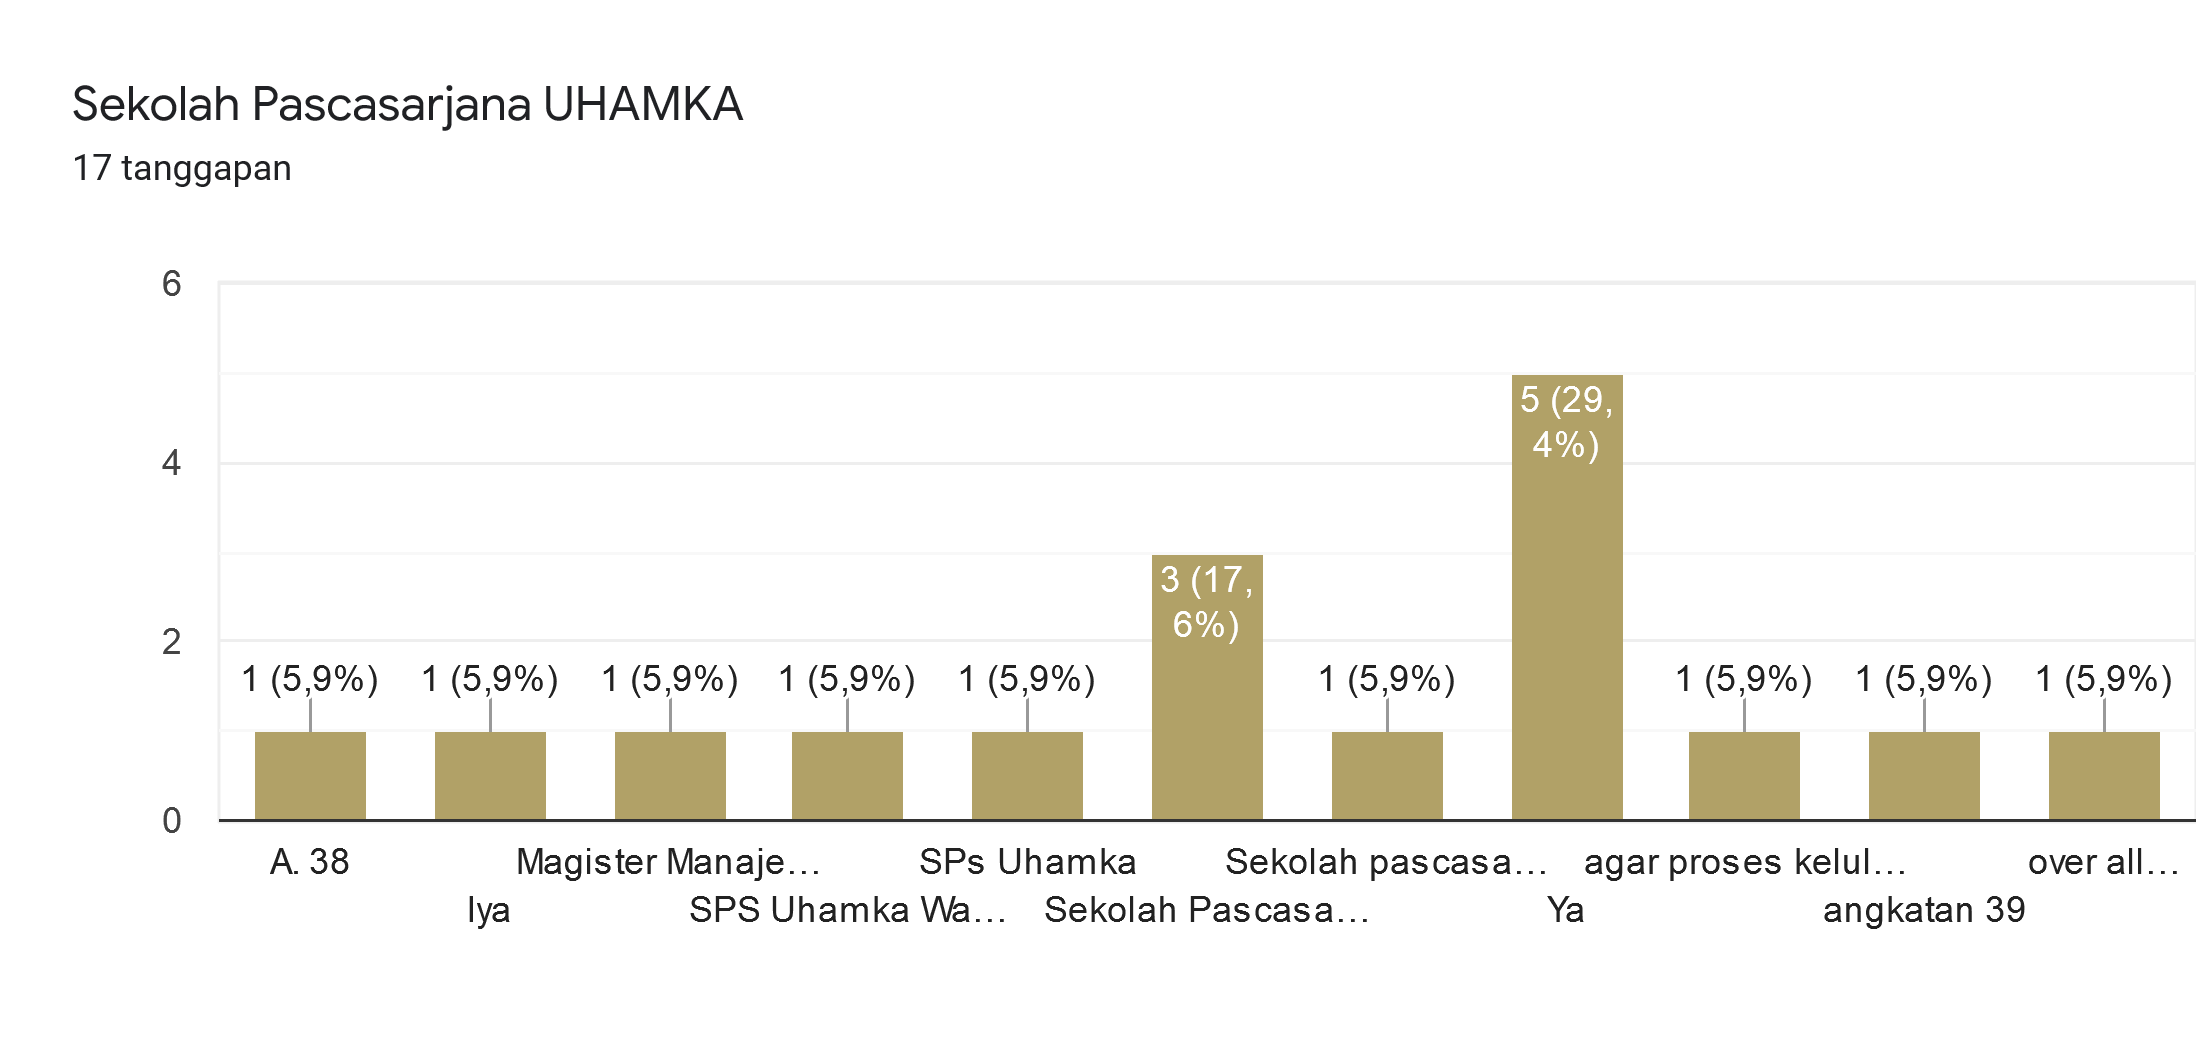 Sekolah Pascasarjana UHAMKA
17 tanggapan
6
4
2
0
1 (5,9%)
1 (5,9%)
1 (5,9%)
1 (5,9%)
1 (5,9%)
3 (17,
6%)
1 (5,9%)
5 (29,
4%)
1 (5,9%)
1 (5,9%)
1 (5,9%)
A. 38
Iya
Magister Manaje…
SPS Uhamka Wa…
SPs Uhamka
Sekolah Pascasa…
Sekolah pascasa…
Ya
agar proses kelul…
angkatan 39
over all…